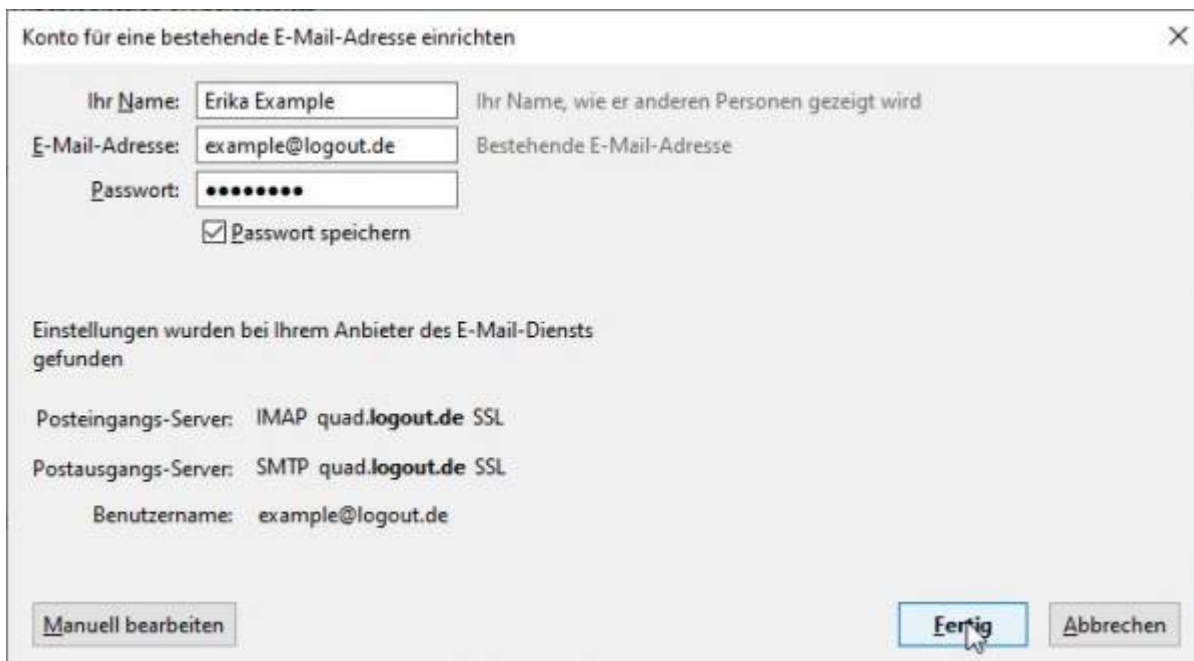 Konto für eine bestehende E-Mail-Adresse einrichten
Ihr Name: Erika Example Ihr Name, wie er anderen Personen gezeigt wird
E-Mail-Adresse: example@logout.de Bestehende E-Mail-Adresse
Passwort: ●●●●●●●●
Passwort speichern
Einstellungen wurden bei Ihrem Anbieter des E-Mail-Diensts
gefunden
Posteingangs-Server: IMAP quad.logout.de SSL
Postausgangs-Server: SMTP quad.logout.de SSL
Benutzername: example@logout.de
Manuell bearbeiten Fertig Abbrechen